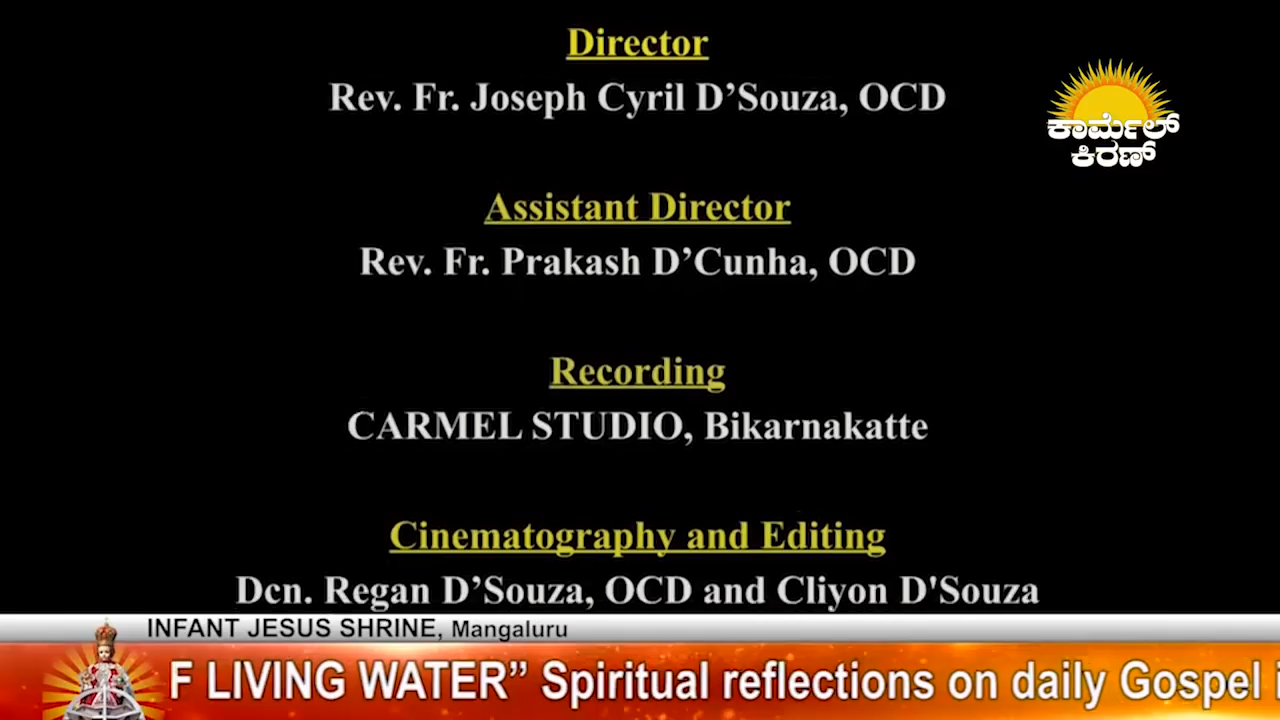 Director
Rev. Fr. Joseph Cyril D’Souza, OCD
ಕಾರ್ಮೆಲ್
ಕಿರಣ್
Assistant Director
Rev. Fr. Prakash D’Cunha, OCD
Recording
CARMEL STUDIO, Bikarnakatte
Cinematography and Editing
Dcn. Regan D’Souza, OCD and Cliyon D'Souza
INFANT JESUS SHRINE, Mangaluru
F LIVING WATER” Spiritual reflections on daily Gospel